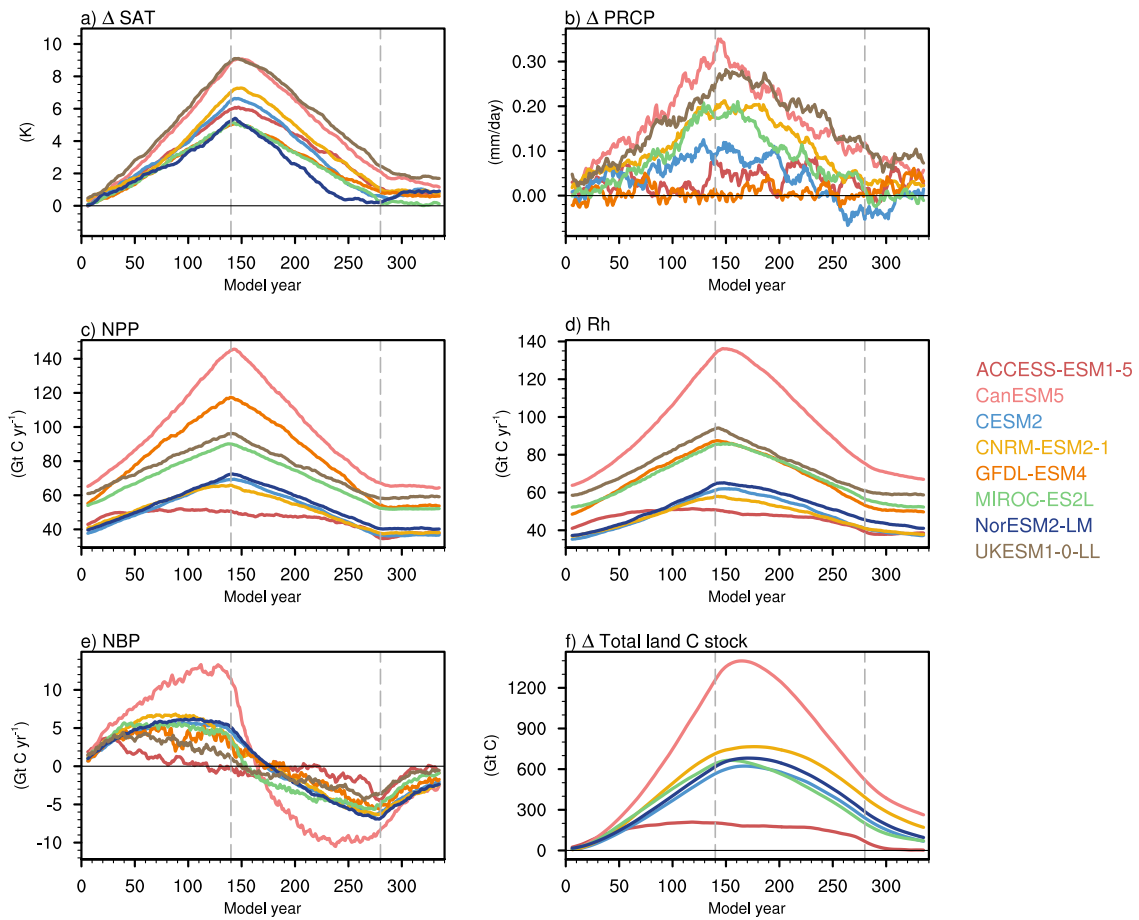 a) Δ SAT
10
8
6
4
2
0
(K)
0 50 100 150 200 250 300
Model year
b) Δ PRCP
0.30
0.20
0.10
0.00
(mm/day)
0 50 100 150 200 250 300
Model year
c) NPP
140
120
100
80
60
40
(Gt C yr⁻¹)
0 50 100 150 200 250 300
Model year
d) Rh
140
120
100
80
60
40
(Gt C yr⁻¹)
0 50 100 150 200 250 300
Model year
ACCESS-ESM1-5
CanESM5
CESM2
CNRM-ESM2-1
GFDL-ESM4
MIROC-ES2L
NorESM2-LM
UKESM1-0-LL
e) NBP
10
5
0
-5
-10
(Gt C yr⁻¹)
0 50 100 150 200 250 300
Model year
f) Δ Total land C stock
1200
900
600
300
0
(Gt C)
0 50 100 150 200 250 300
Model year